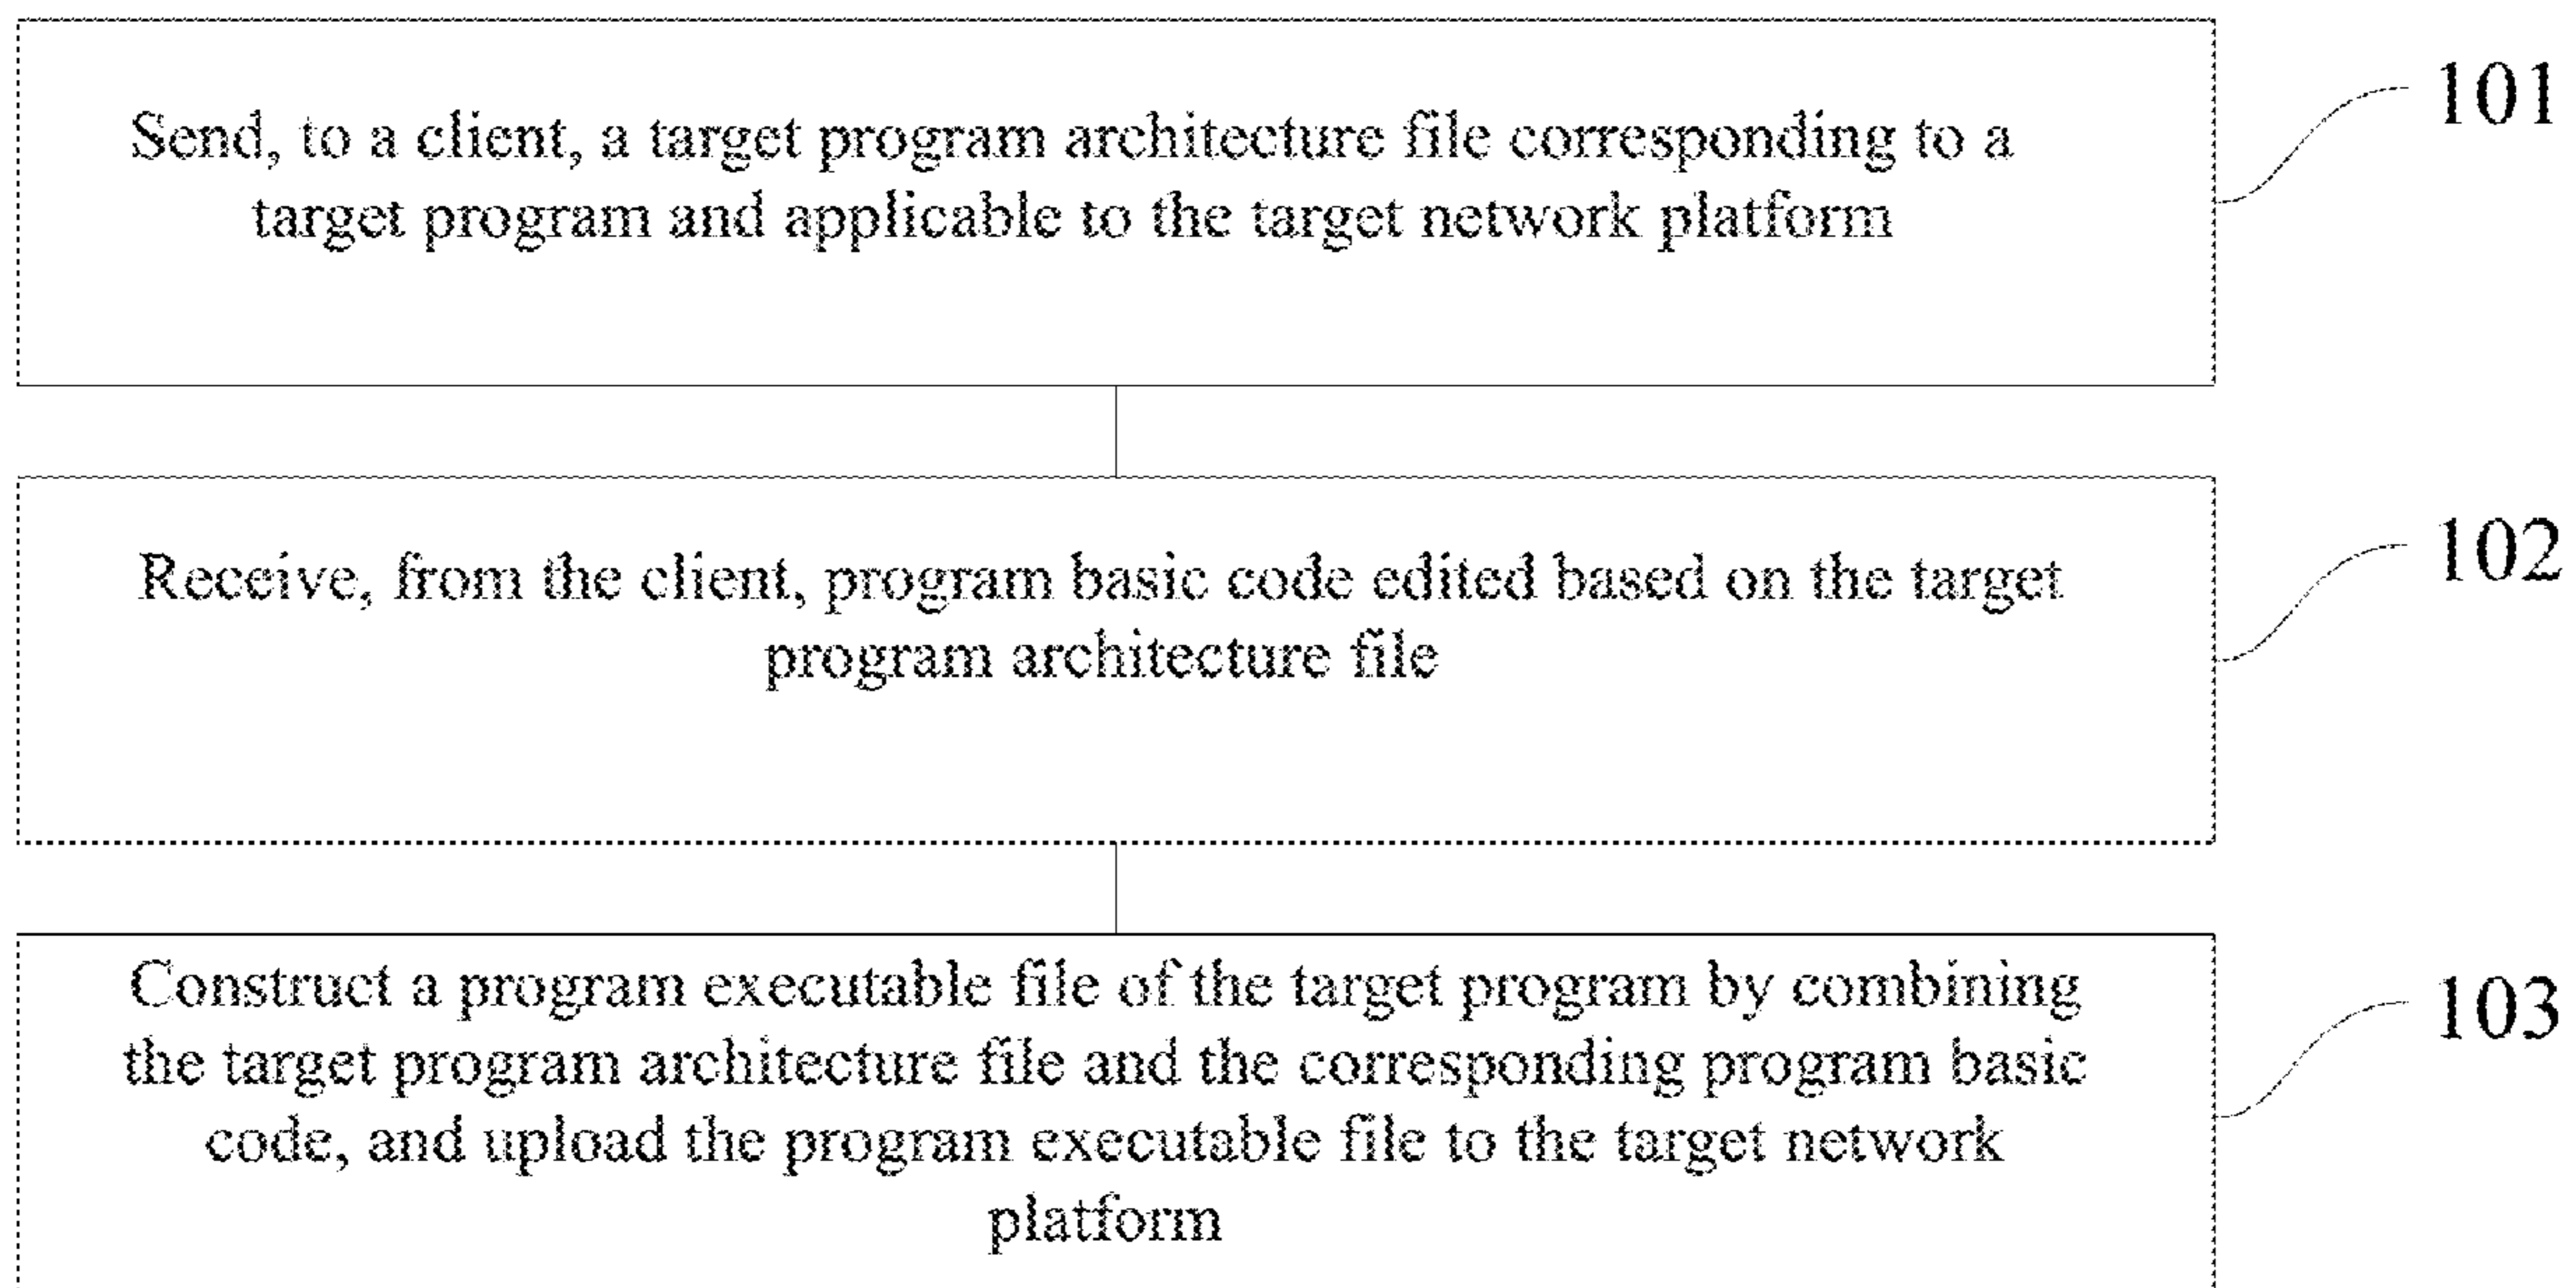 Send, to a client, a target program architecture file corresponding to a
target program and applicable to the target network platform
101
Receive, from the client, program basic code edited based on the target
program architecture file
102
Construct a program executable file of the target program by combining
the target program architecture file and the corresponding program basic
code, and upload the program executable file to the target network
platform
103